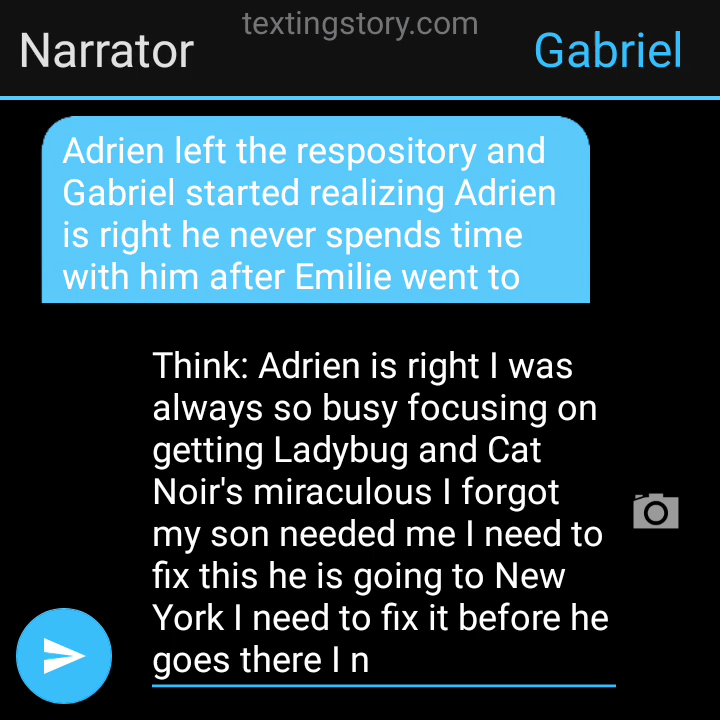 textingstory.com
Narrator
Gabriel
Adrien left the respository and
Gabriel started realizing Adrien
is right he never spends time
with him after Emilie went to
Think: Adrien is right I was
always so busy focusing on
getting Ladybug and Cat
Noir's miraculous I forgot
my son needed me I need to
fix this he is going to New
York I need to fix it before he
goes there I n